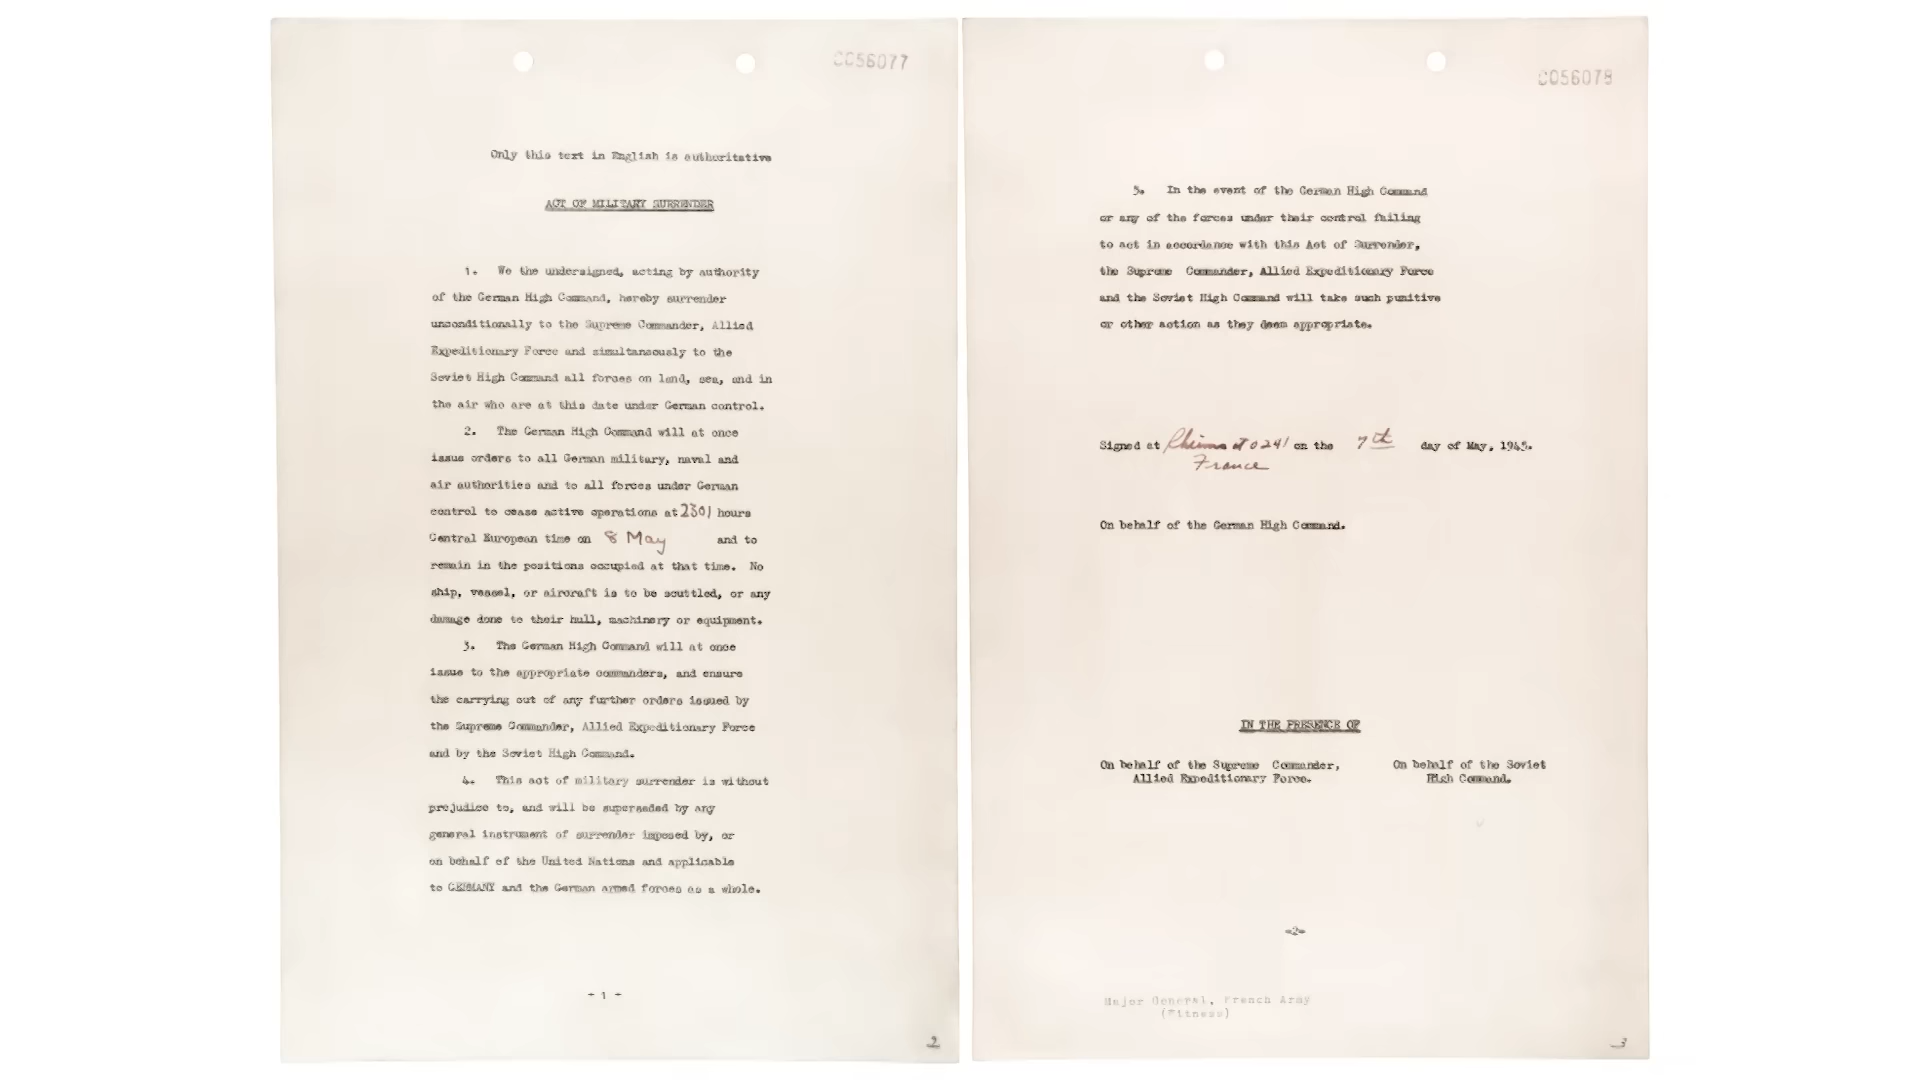 CC56077
Only this text in English is authoritative
ACT OF MILITARY SURRENDER
1. We the undersigned, acting by authority
of the German High Command, hereby surrender
unconditionally to the Supreme Commander, Allied
Expeditionary Force and simultaneously to the
Soviet High Command all forces on land, sea, and in
the air who are at this date under German control.
2. The German High Command will at once
issue orders to all German military, naval and
air authorities and to all forces under German
control to cease active operations at 2301 hours
Central European time on 8 May and to
remain in the positions occupied at that time. No
ship, vessel, or aircraft is to be scuttled, or any
damage done to their hull, machinery or equipment.
3. The German High Command will at once
issue to the appropriate commanders, and ensure
the carrying out of any further orders issued by
the Supreme Commander, Allied Expeditionary Force
and by the Soviet High Command.
4. This act of military surrender is without
prejudice to, and will be superseded by any
general instrument of surrender imposed by, or
on behalf of the United Nations and applicable
to GERMANY and the German armed forces as a whole.
- 1 -
2
CC56078
5. In the event of the German High Command
or any of the forces under their control failing
to act in accordance with this Act of Surrender,
the Supreme Commander, Allied Expeditionary Force
and the Soviet High Command will take such punitive
or other action as they deem appropriate.
Signed at Rheims at 0241 on the 7th day of May, 1945.
France
On behalf of the German High Command.
IN THE PRESENCE OF
On behalf of the Supreme Commander, On behalf of the Soviet
Allied Expeditionary Force. High Command.
-2-
Major General, French Army
(Witness)
3